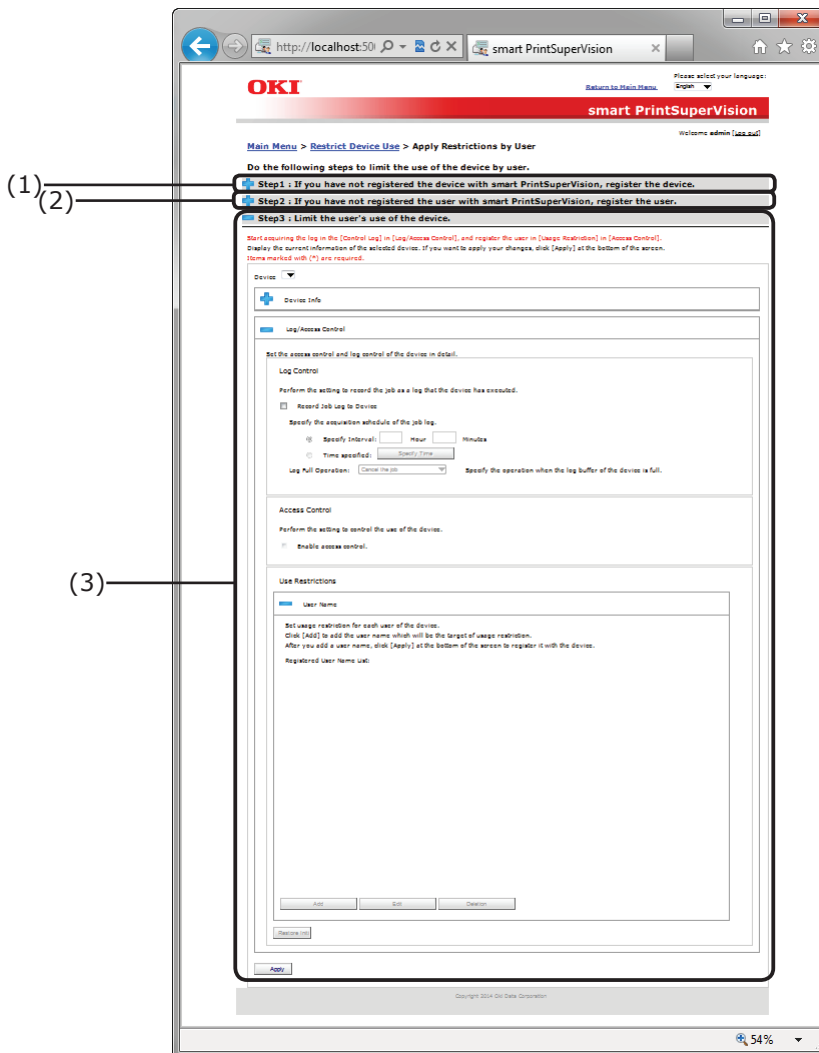 http://localhost:50
smart PrintSuperVision
OKI
Return to Main Menu
Please select your language:
English
smart PrintSuperVision
Welcome admin [Log out]
Main Menu > Restrict Device Use > Apply Restrictions by User
Do the following steps to limit the use of the device by user.
(1)
Step1 : If you have not registered the device with smart PrintSuperVision, register the device.
(2)
Step2 : If you have not registered the user with smart PrintSuperVision, register the user.
Step3 : Limit the user's use of the device.
Start acquiring the log in the [Control Log] in [Log/Access Control], and register the user in [Usage Restriction] in [Access Control].
Display the current information of the selected device. If you want to apply your changes, click [Apply] at the bottom of the screen.
Items marked with (*) are required.
Device
Device Info
Log/Access Control
Set the access control and log control of the device in detail.
Log Control
Perform the setting to record the job as a log that the device has executed.
Record Job Log to Device
Specify the acquisition schedule of the job log.
Specify Interval: Hour Minutes
Time specified: Specify Time
Log Full Operation: Cancel the job Specify the operation when the log buffer of the device is full.
Access Control
Perform the setting to control the use of the device.
Enable access control.
(3)
Use Restrictions
User Name
Set usage restriction for each user of the device.
Click [Add] to add the user name which will be the target of usage restriction.
After you add a user name, click [Apply] at the bottom of the screen to register it with the device.
Registered User Name List:
Add Edit Deletion
Restore Init
Apply
Copyright 2014 Oki Data Corporation
54%